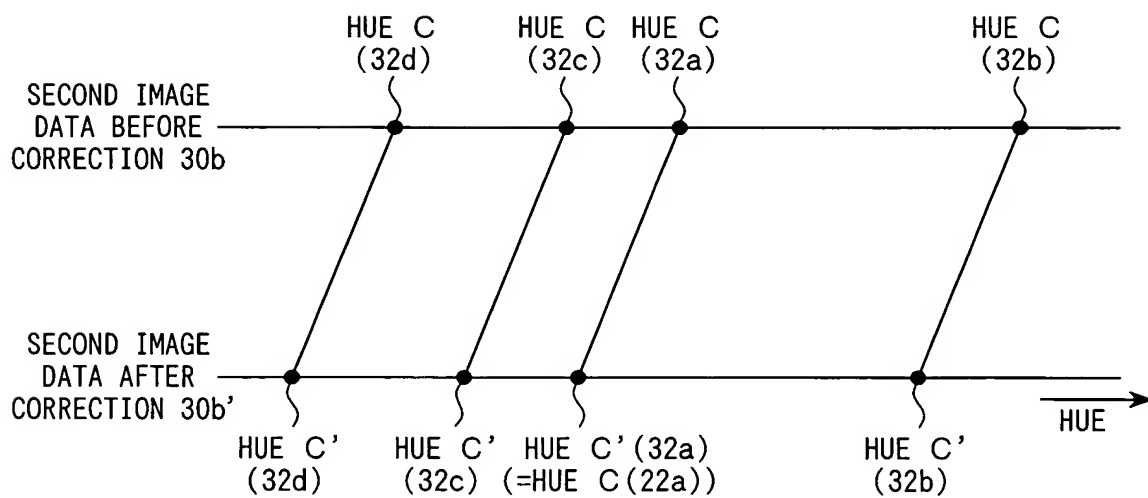 HUE C HUE C HUE C HUE C
(32d) (32c) (32a) (32b)
SECOND IMAGE
DATA BEFORE
CORRECTION 30b
SECOND IMAGE
DATA AFTER
CORRECTION 30b'
HUE
HUE C' HUE C' HUE C'(32a) HUE C'
(32d) (32c) (=HUE C(22a)) (32b)